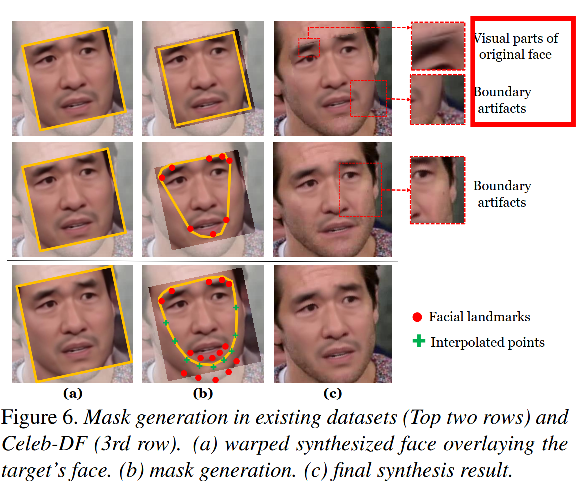 Visual parts of
original face
Boundary
artifacts
Boundary
artifacts
Facial landmarks
Interpolated points
(a)
(b)
(c)
Figure 6. Mask generation in existing datasets (Top two rows) and
Celeb-DF (3rd row). (a) warped synthesized face overlaying the
target's face. (b) mask generation. (c) final synthesis result.